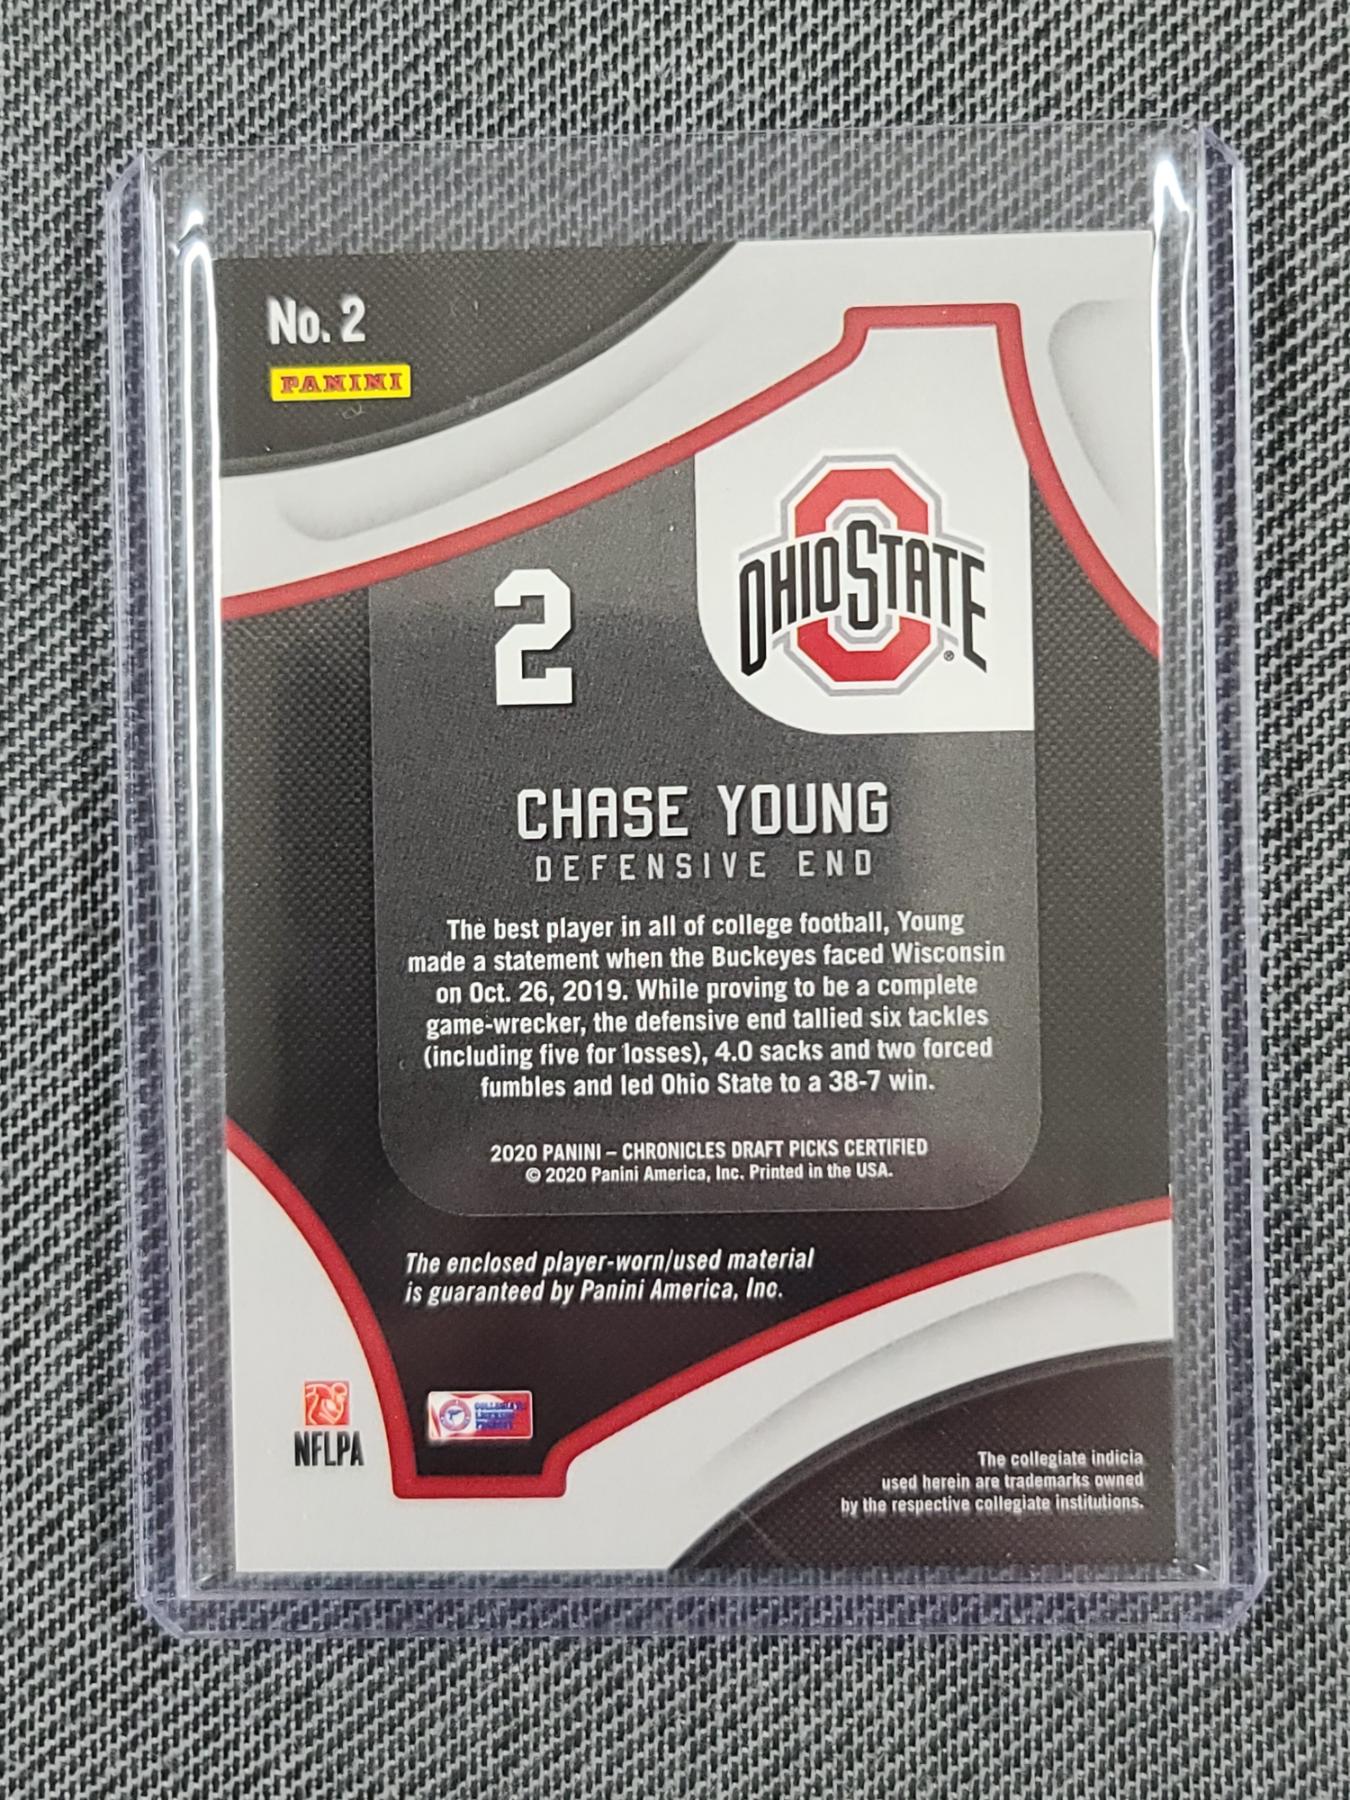 No. 2
PANINI
OHIO STATE
®
2
CHASE YOUNG
DEFENSIVE END
The best player in all of college football, Young
made a statement when the Buckeyes faced Wisconsin
on Oct. 26, 2019. While proving to be a complete
game-wrecker, the defensive end tallied six tackles
(including five for losses), 4.0 sacks and two forced
fumbles and led Ohio State to a 38-7 win.
2020 PANINI – CHRONICLES DRAFT PICKS CERTIFIED
© 2020 Panini America, Inc. Printed in the USA.
The enclosed player-worn/used material
is guaranteed by Panini America, Inc.
NFLPA
The collegiate indicia
used herein are trademarks owned
by the respective collegiate institutions.